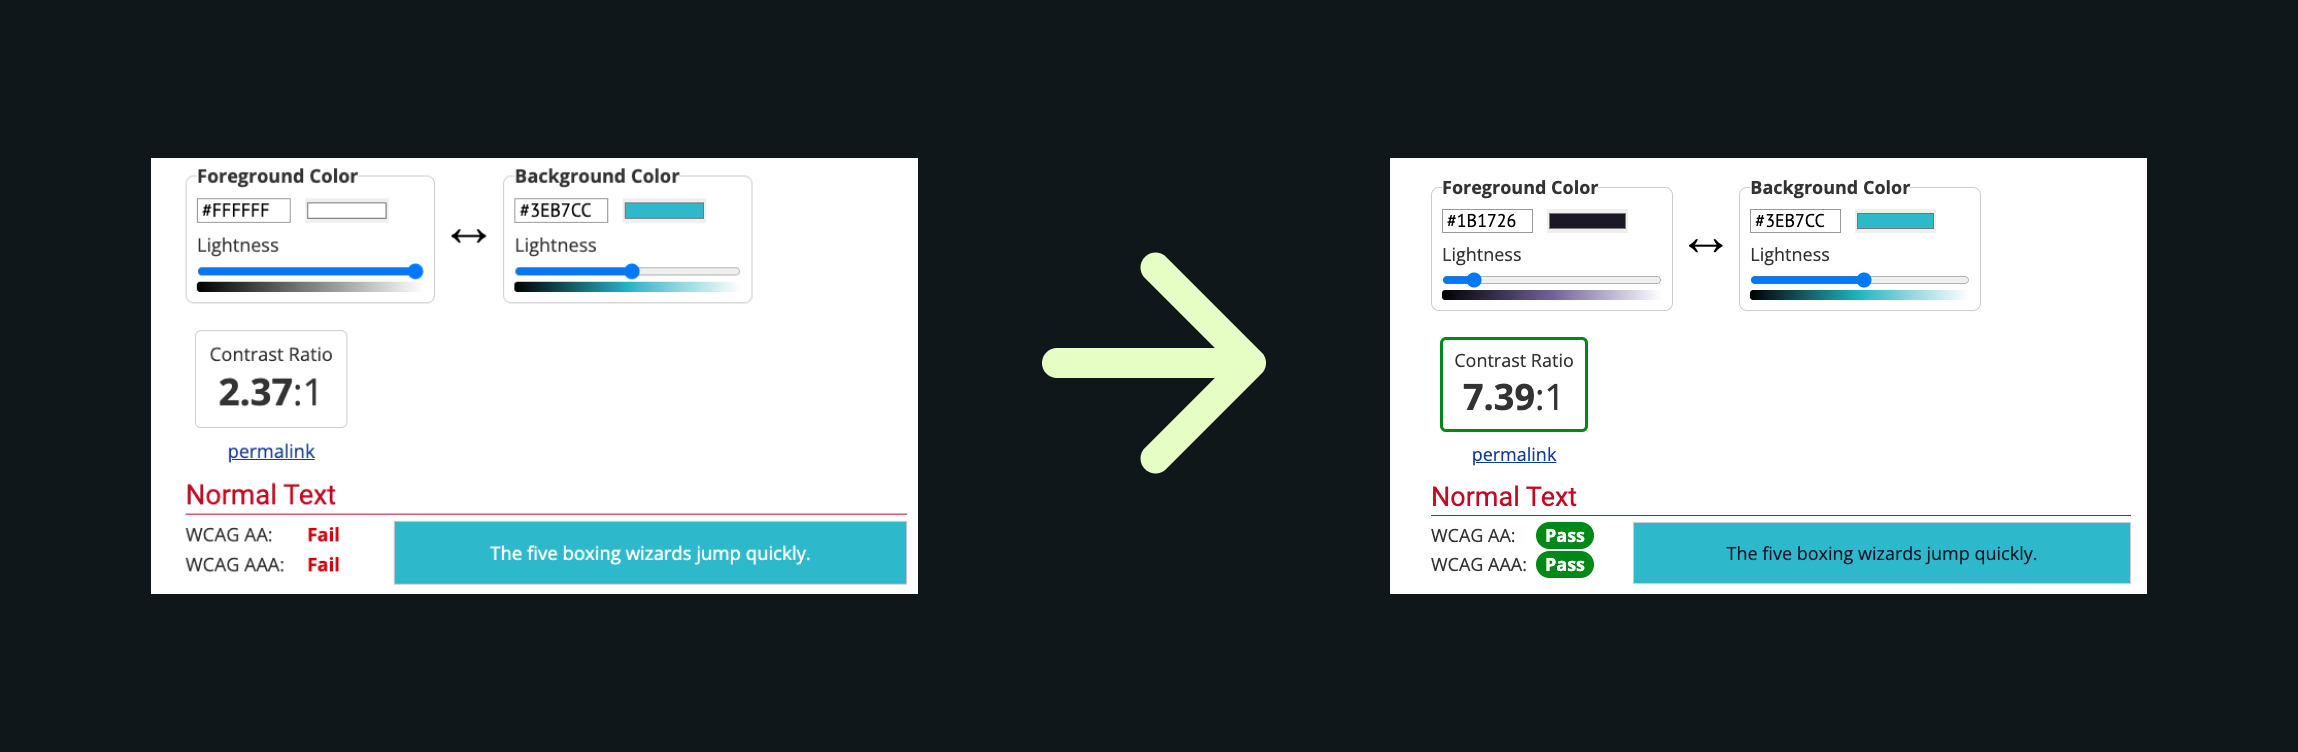 Foreground Color
#FFFFFF
Lightness
Background Color
#3EB7CC
Lightness
Contrast Ratio
2.37:1
permalink
Normal Text
WCAG AA: Fail
WCAG AAA: Fail
The five boxing wizards jump quickly.
Foreground Color
#1B1726
Lightness
Background Color
#3EB7CC
Lightness
Contrast Ratio
7.39:1
permalink
Normal Text
WCAG AA: Pass
WCAG AAA: Pass
The five boxing wizards jump quickly.